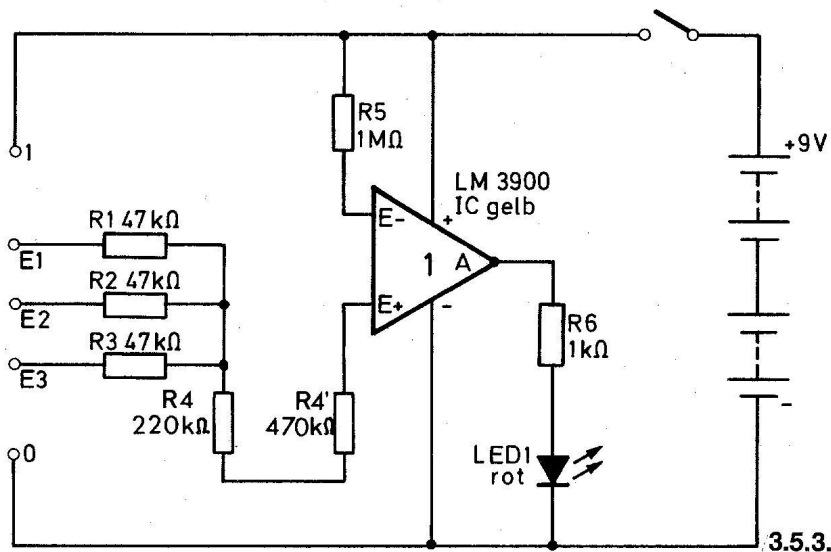 R5
1MΩ
+9V
1
LM 3900
IC gelb
E-
+
R1 47kΩ
E1
1 A
R2 47kΩ
E2
E+
-
R3 47kΩ
E3
R6
1kΩ
R4
220kΩ
R4'
470kΩ
-
0
LED1
rot
3.5.3.